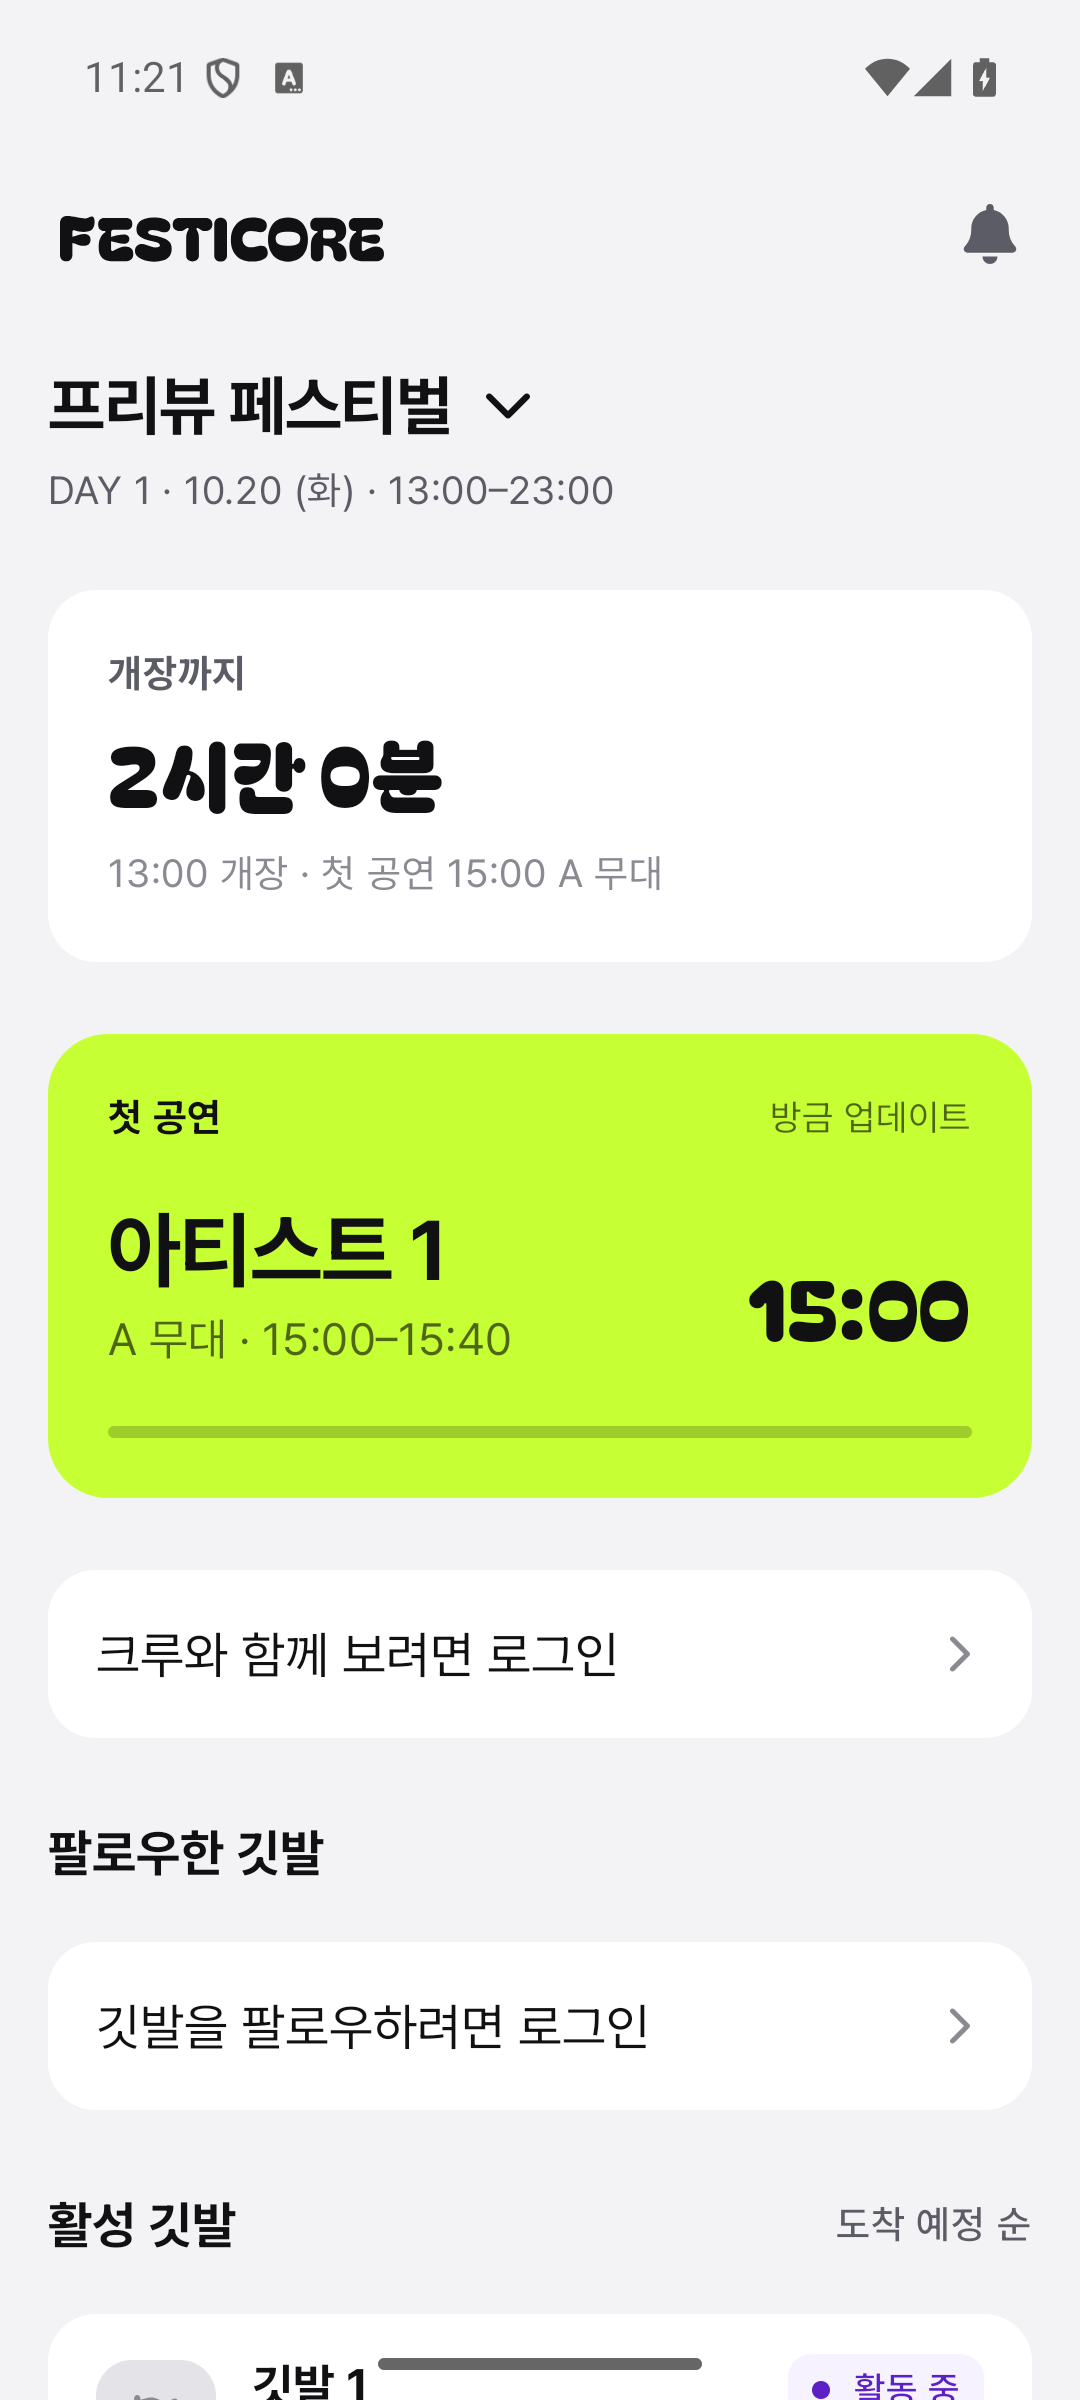 11:21
FESTICORE
프리뷰 페스티벌
DAY 1 · 10.20 (화) · 13:00–23:00
개장까지
2시간 0분
13:00 개장 · 첫 공연 15:00 A 무대
첫 공연
방금 업데이트
아티스트 1
15:00
A 무대 · 15:00–15:40
크루와 함께 보려면 로그인
팔로우한 깃발
깃발을 팔로우하려면 로그인
활성 깃발
도착 예정 순
깃발 1
활동 중